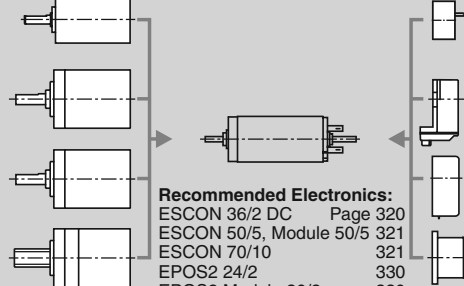 Recommended Electronics:
ESCON 36/2 DC Page 320
ESCON 50/5, Module 50/5 321
ESCON 70/10 321
EPOS2 24/2 330